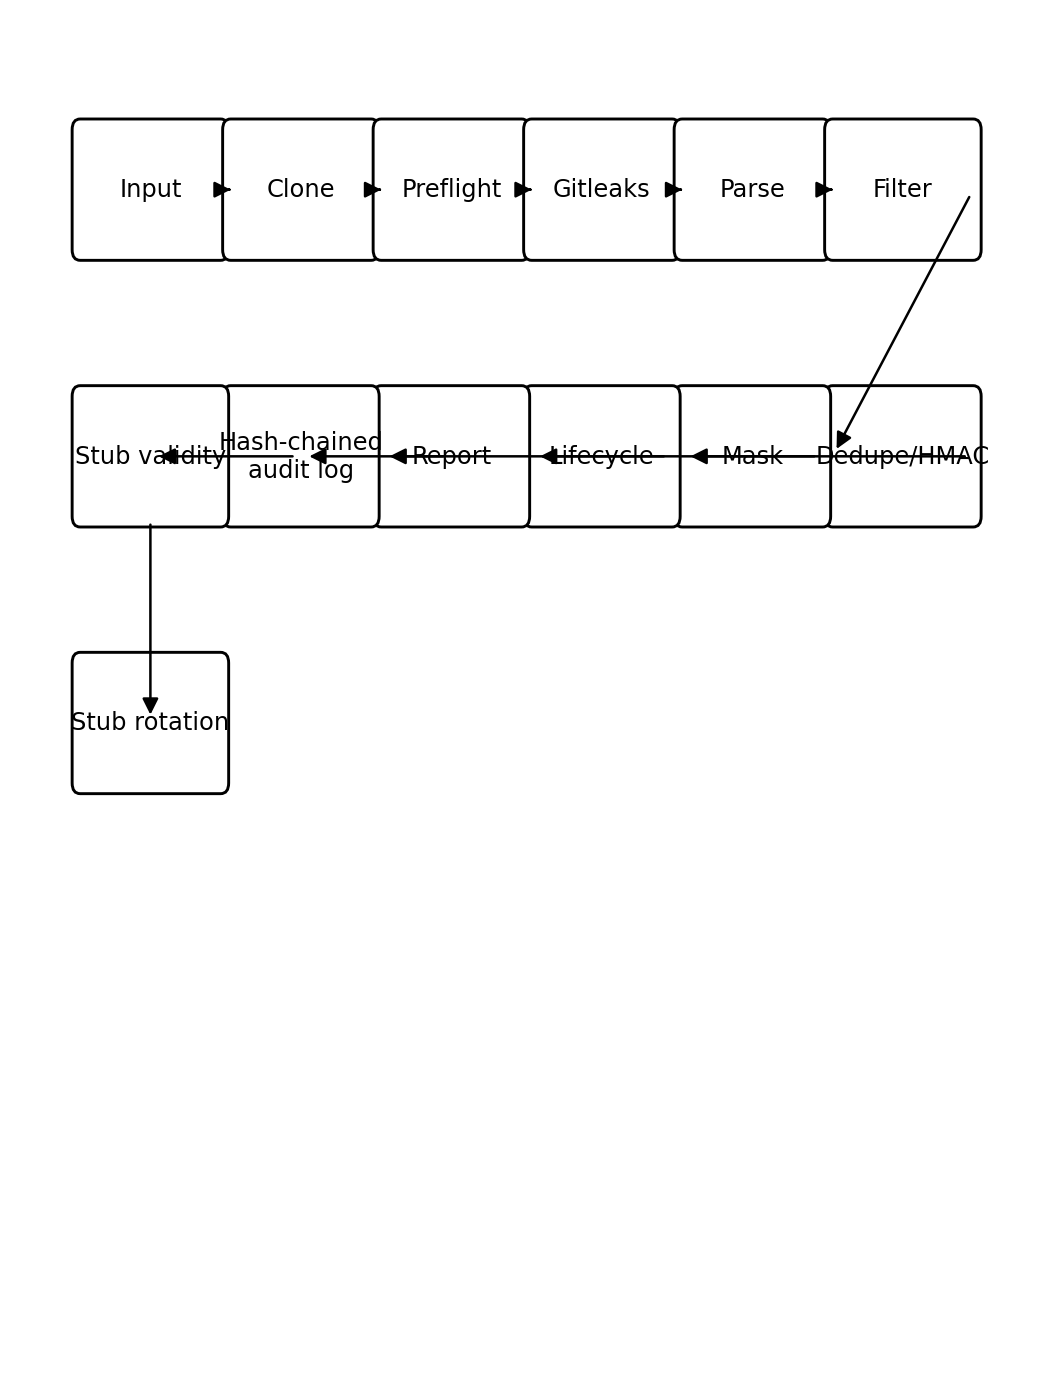 Input
Clone
Preflight
Gitleaks
Parse
Filter
Stub validity
Hash-chained
audit log
Report
Lifecycle
Mask
Dedupe/HMAC
Stub rotation